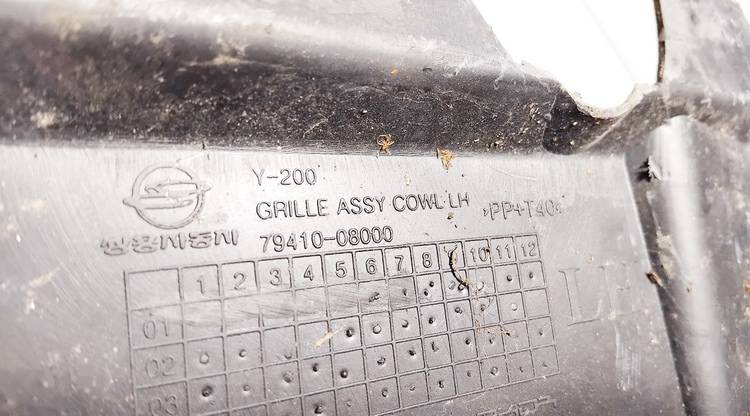 Y-200
GRILLE ASSY COWL LH
>PP+T40<
쌍용자동차
79410-08000
1 2 3 4 5 6 7 8 9 10 11 12
01
02
03
LH